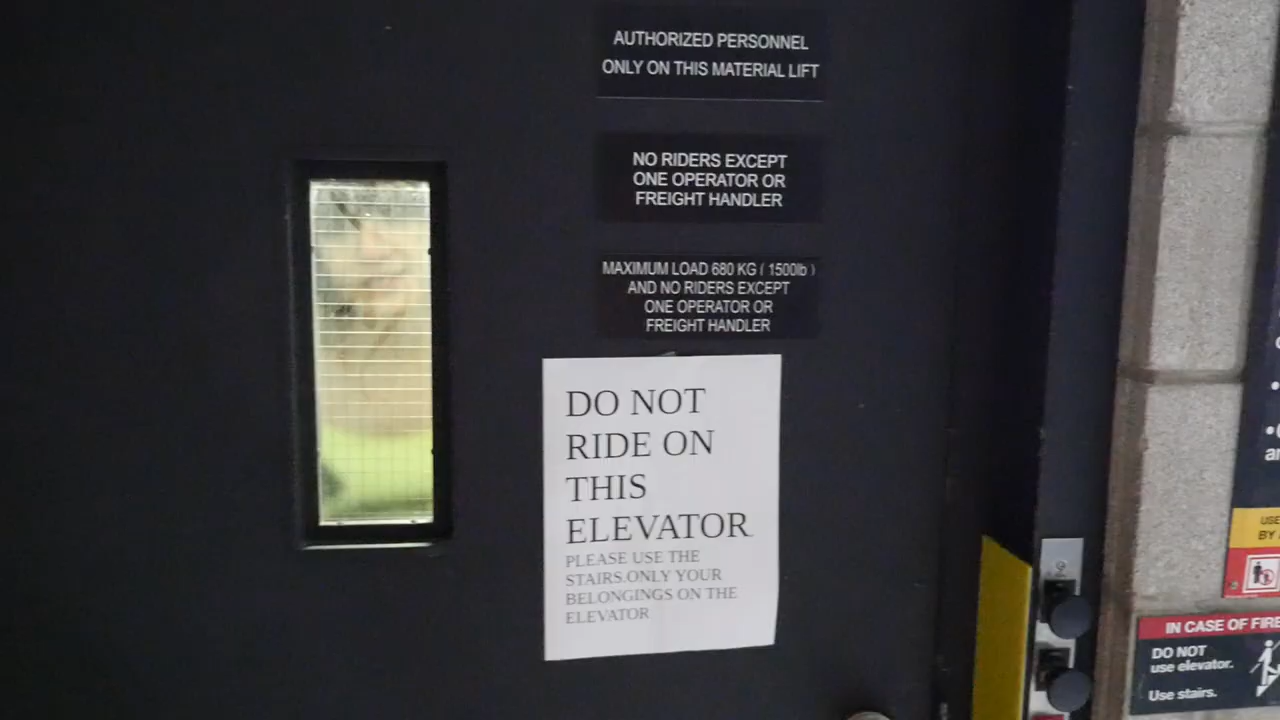 AUTHORIZED PERSONNEL
ONLY ON THIS MATERIAL LIFT
NO RIDERS EXCEPT
ONE OPERATOR OR
FREIGHT HANDLER
MAXIMUM LOAD 680 KG ( 1500lb )
AND NO RIDERS EXCEPT
ONE OPERATOR OR
FREIGHT HANDLER
DO NOT
RIDE ON
THIS
ELEVATOR
PLEASE USE THE
STAIRS.ONLY YOUR
BELONGINGS ON THE
ELEVATOR
USE
BY
IN CASE OF FIRE
DO NOT
use elevator.
Use stairs.